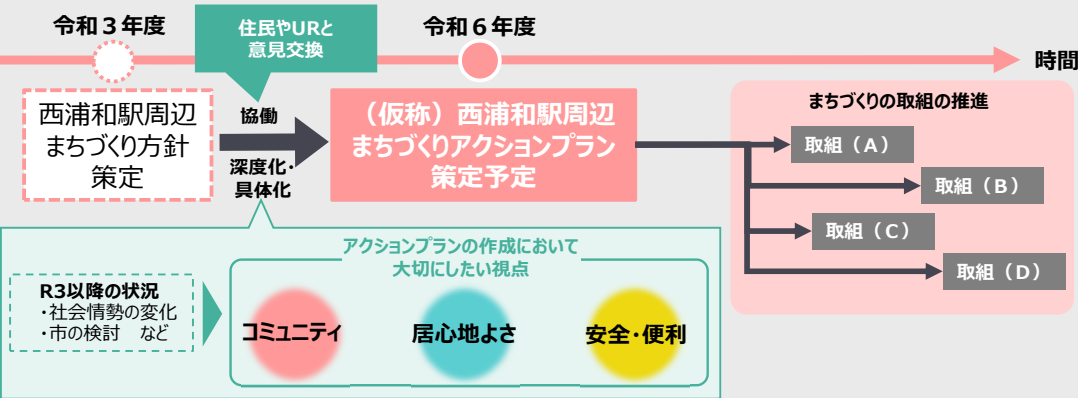 令和３年度
住民やURと
意見交換
令和６年度
時間
西浦和駅周辺
まちづくり方針
策定
協働
深度化・
具体化
（仮称）西浦和駅周辺
まちづくりアクションプラン
策定予定
まちづくりの取組の推進
取組（A）
取組（B）
取組（C）
取組（D）
アクションプランの作成において
大切にしたい視点
R3以降の状況
・社会情勢の変化
・市の検討　など
コミュニティ
居心地よさ
安全・便利